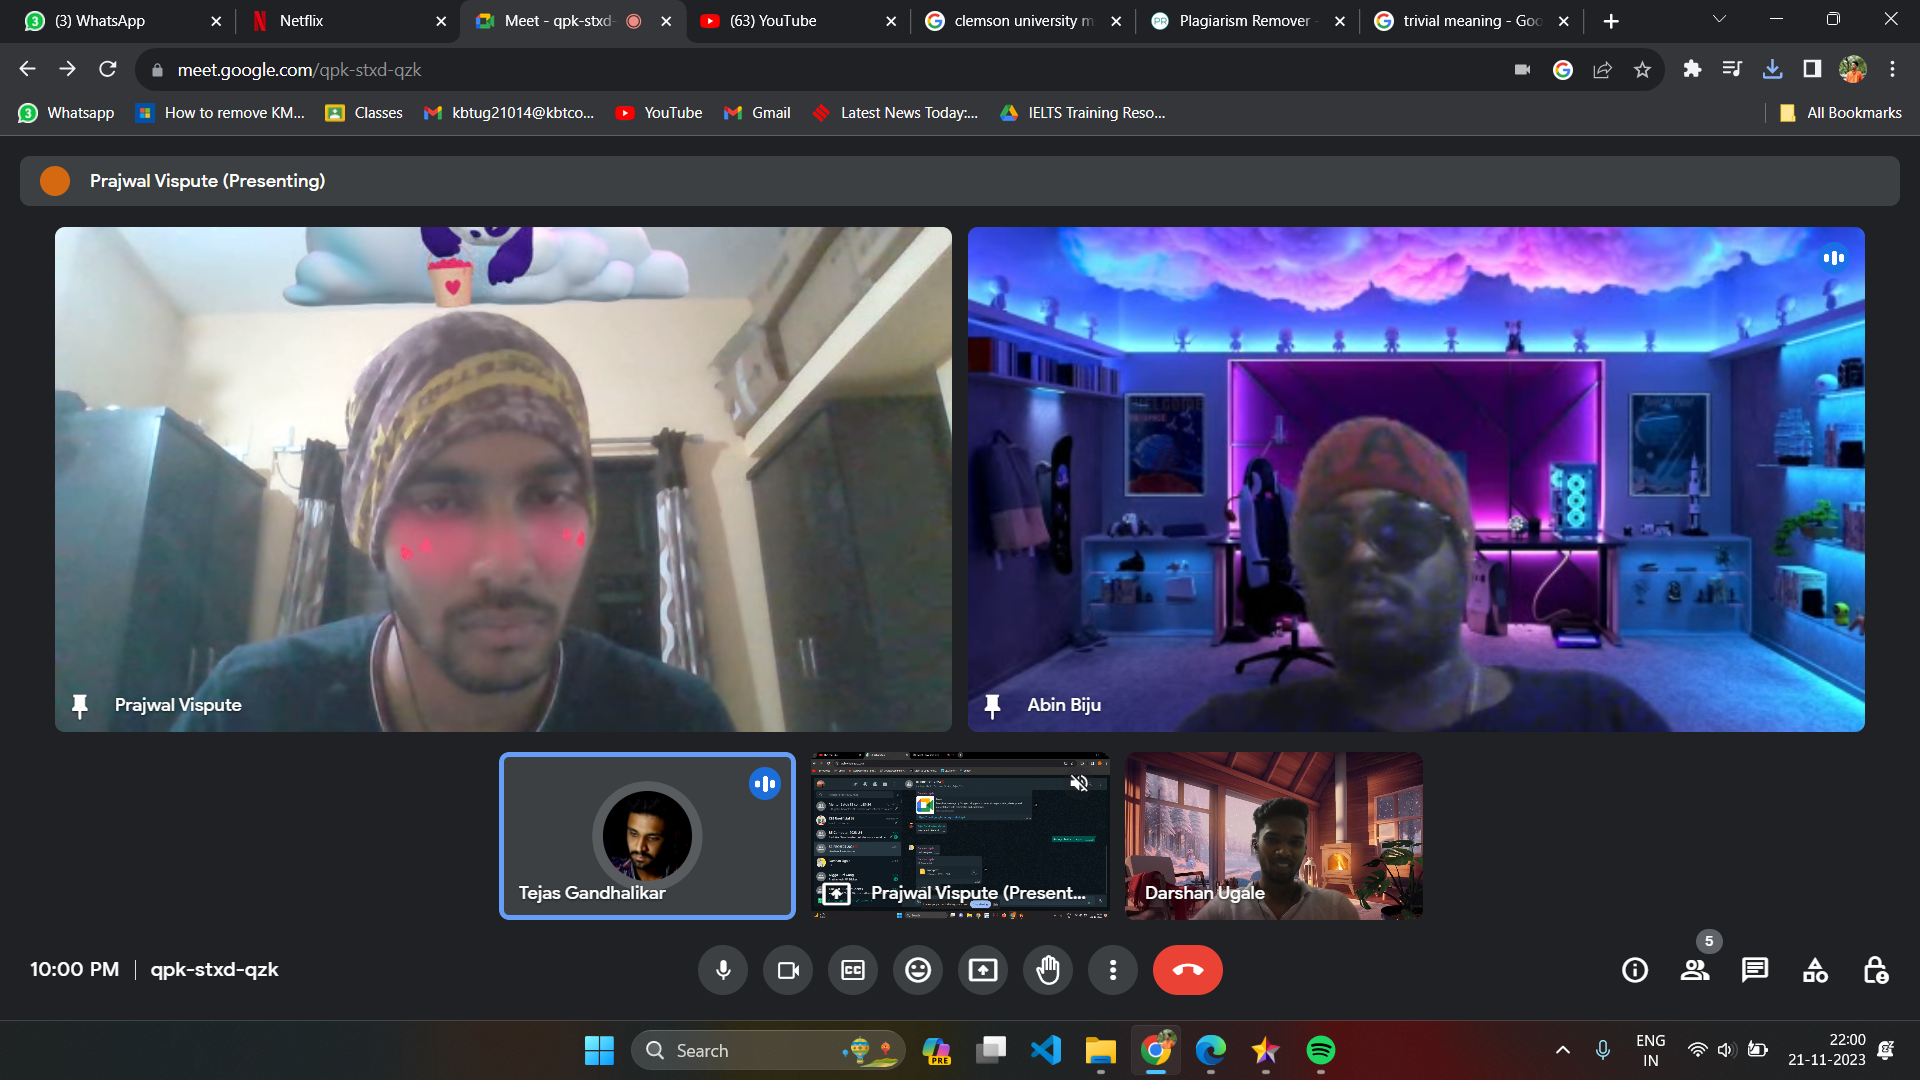 (3) WhatsApp
Netflix
Meet - qpk-stxd-
(63) YouTube
clemson university m
Plagiarism Remover -
trivial meaning - Goo
meet.google.com/qpk-stxd-qzk
3 Whatsapp
How to remove KM...
Classes
kbtug21014@kbtco...
YouTube
Gmail
Latest News Today:...
IELTS Training Reso...
All Bookmarks
Prajwal Vispute (Presenting)
Prajwal Vispute
Abin Biju
Tejas Gandhalikar
Prajwal Vispute (Present...
Darshan Ugale
10:00 PM | qpk-stxd-qzk
CC
5
Search
PRE
ENG
IN
22:00
21-11-2023